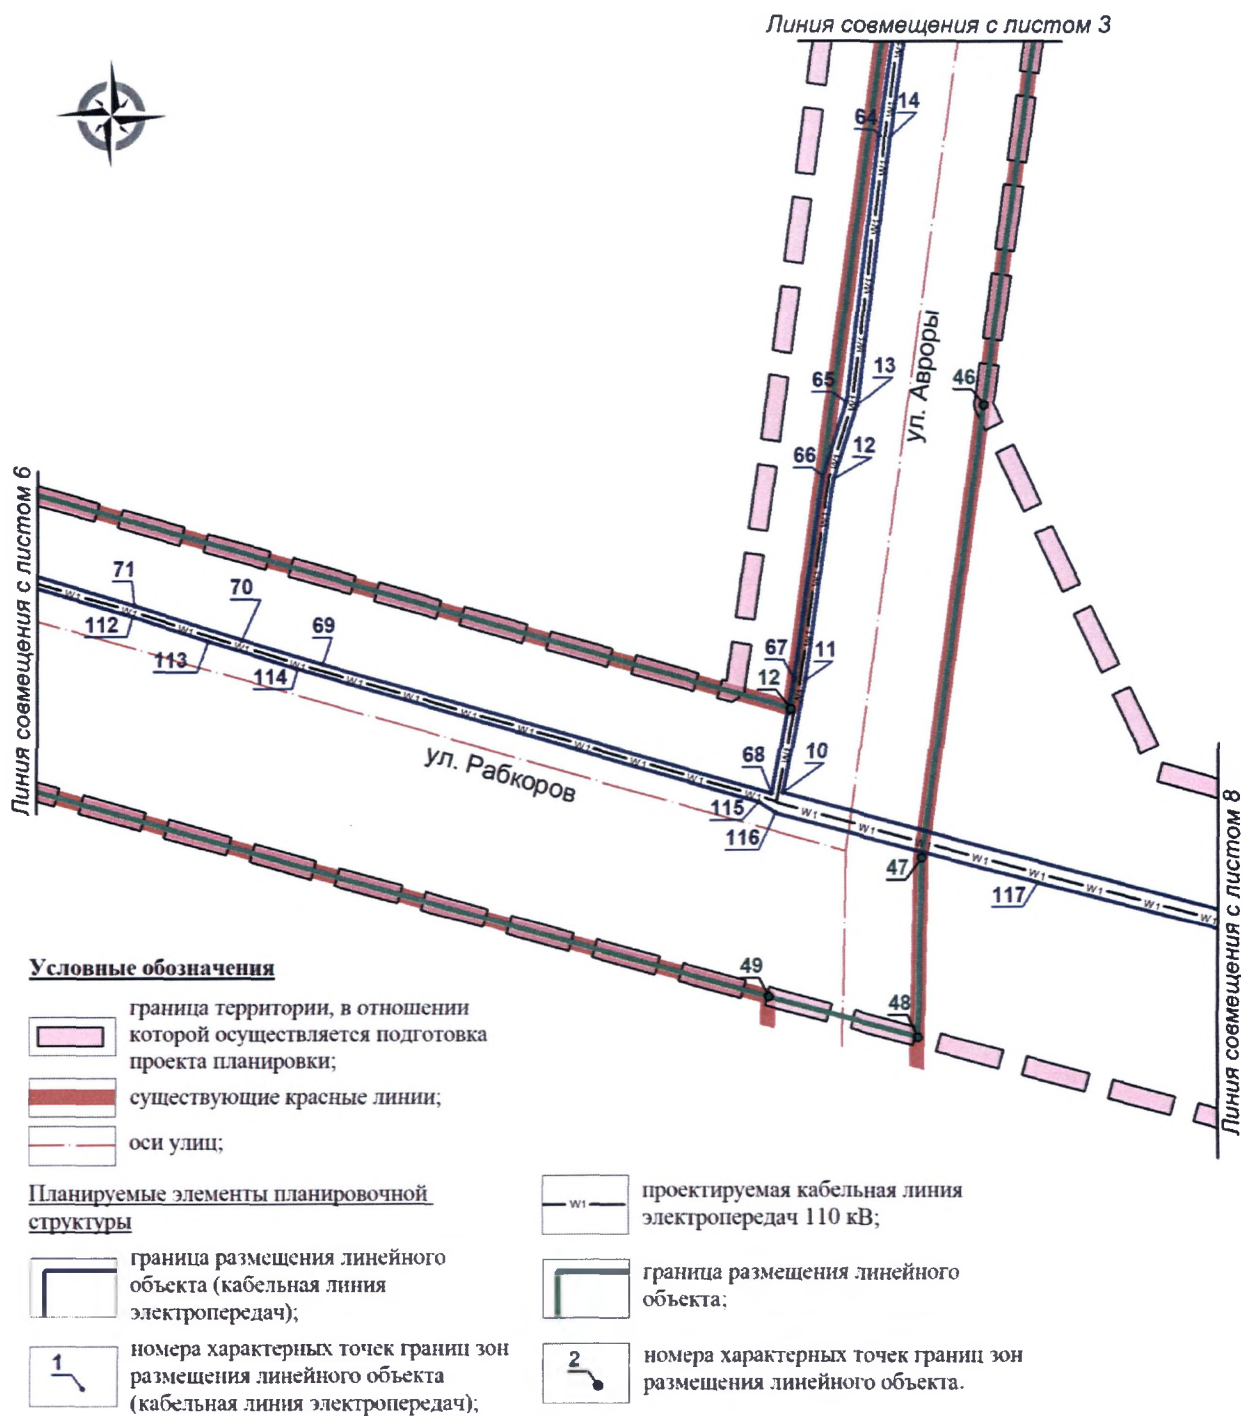 Линия совмещения с листом 3
64
14
65
13
46
ул. Авроры
66
12
Линия совмещения с листом 6
71
70
69
112
113
114
67
11
12
68
10
ул. Рабкоров
115
116
47
117
Линия совмещения с листом 8
49
48
W1
Условные обозначения
граница территории, в отношении
которой осуществляется подготовка
проекта планировки;
существующие красные линии;
оси улиц;
Планируемые элементы планировочной
структуры
граница размещения линейного
объекта (кабельная линия
электропередач);
1
номера характерных точек границ зон
размещения линейного объекта
(кабельная линия электропередач);
W1
проектируемая кабельная линия
электропередач 110 кВ;
граница размещения линейного
объекта;
2
номера характерных точек границ зон
размещения линейного объекта.